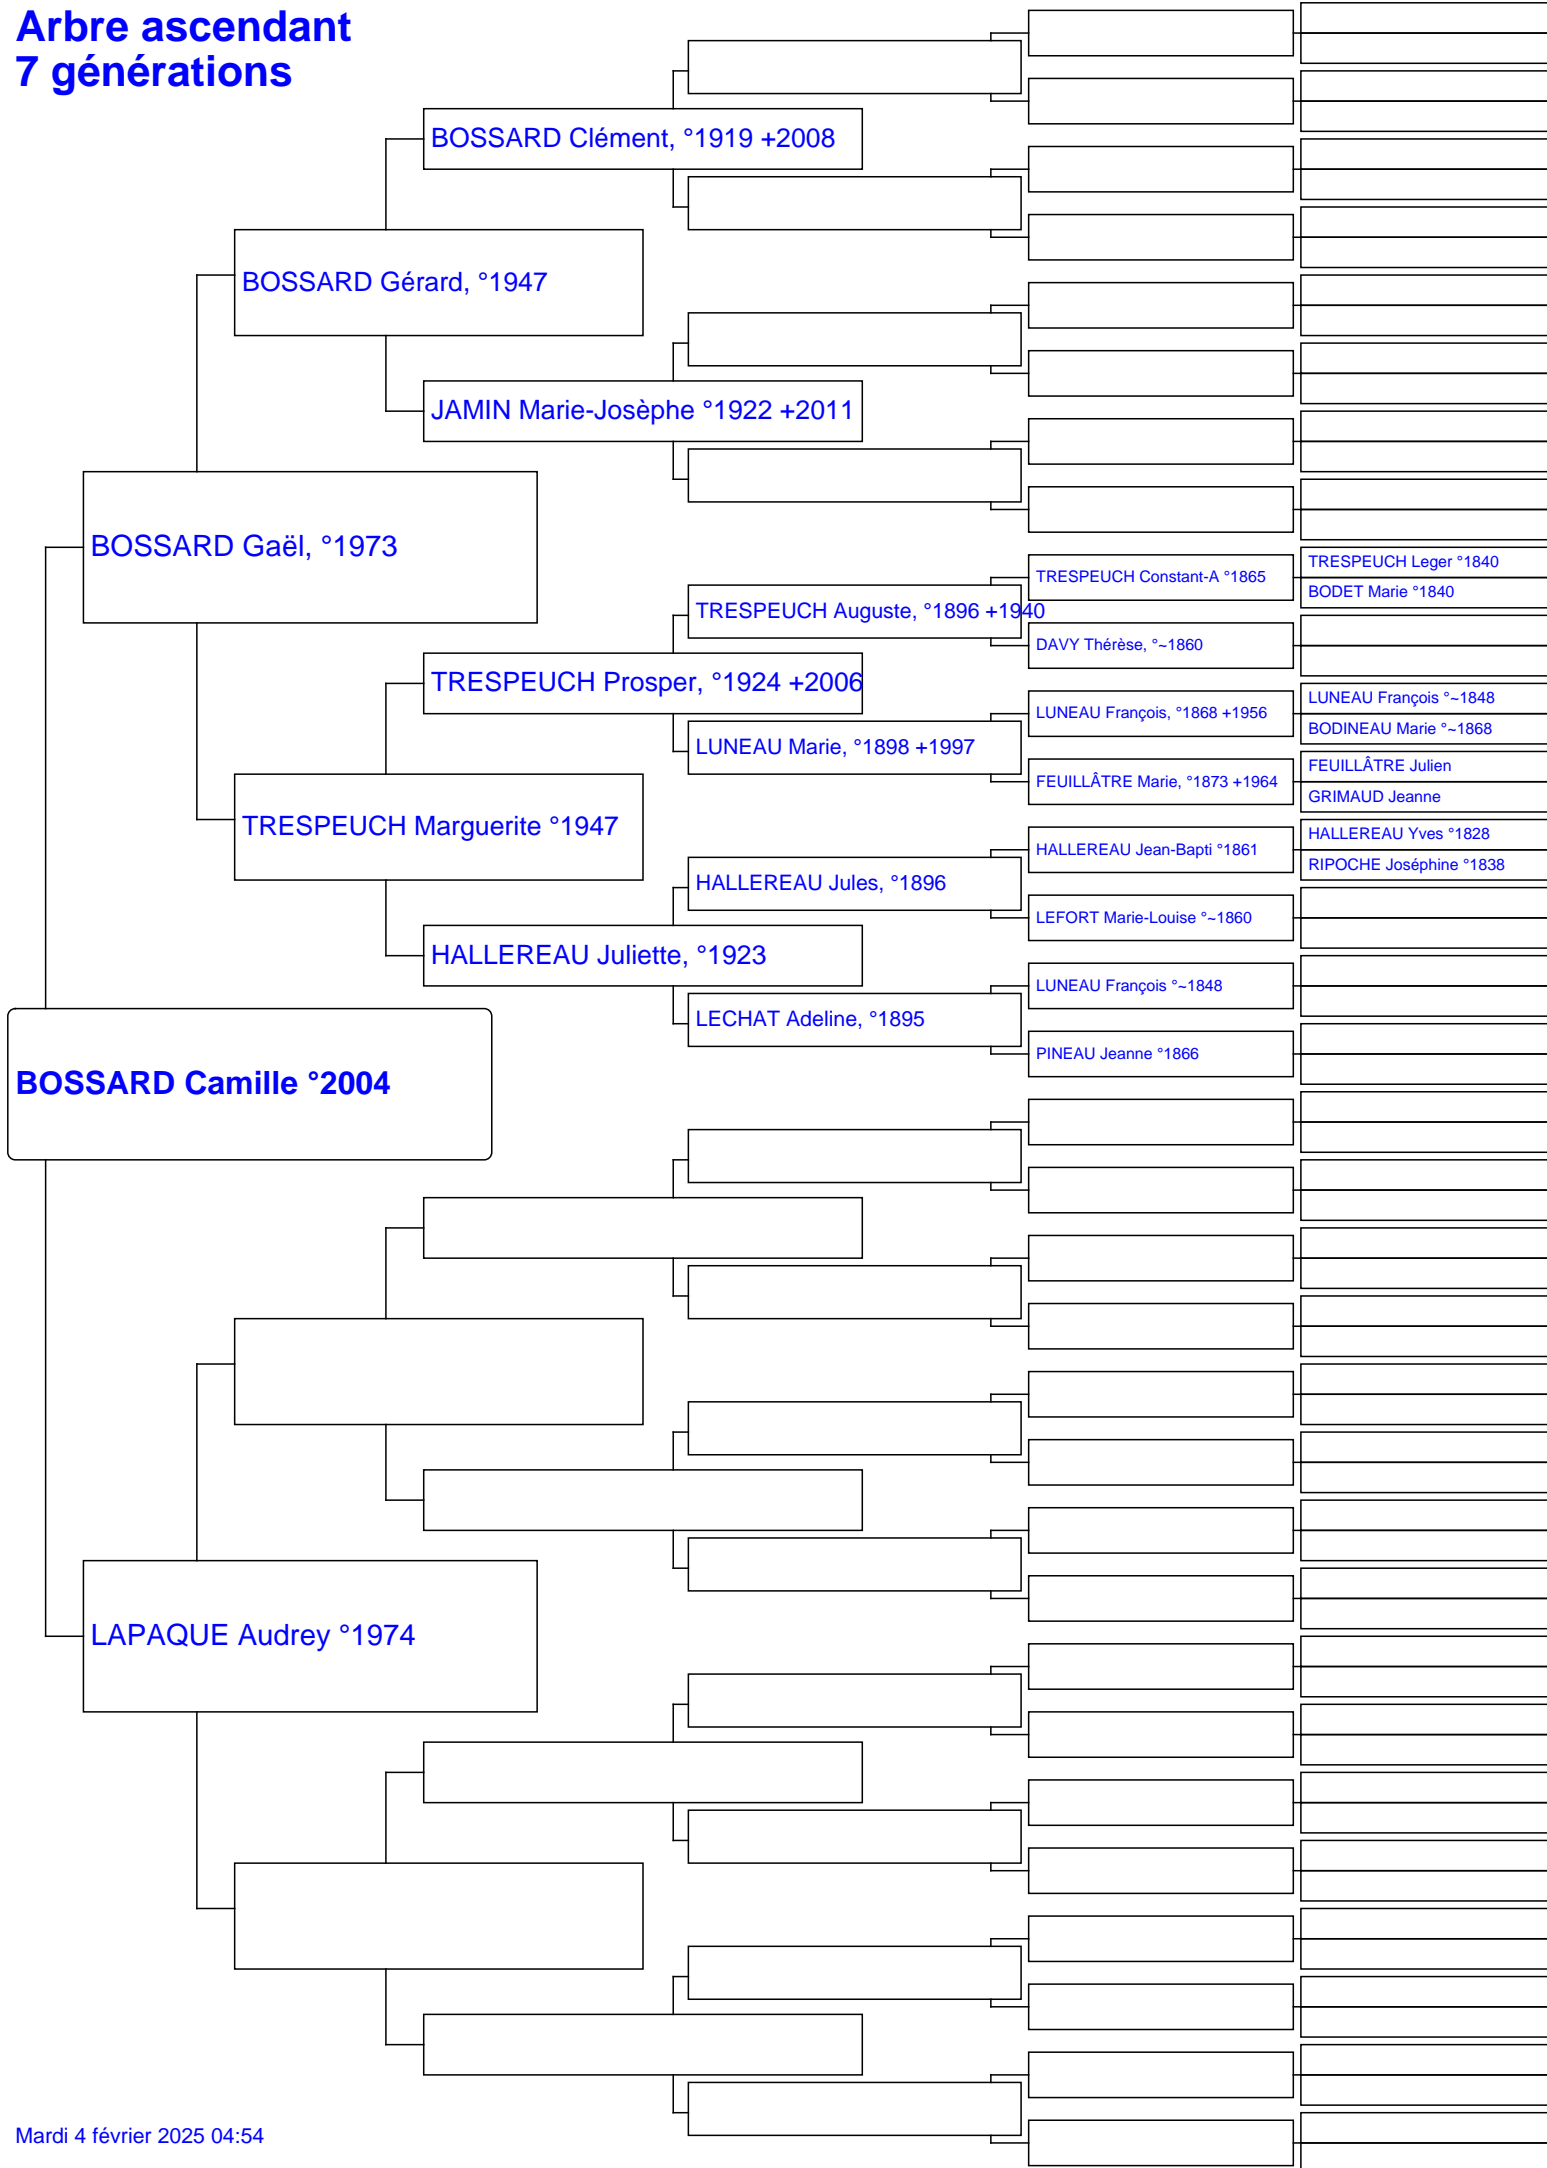 Arbre ascendant
7 générations
BOSSARD Clément, °1919 +2008
BOSSARD Gérard, °1947
JAMIN Marie-Josèphe °1922 +2011
BOSSARD Gaël, °1973
TRESPEUCH Leger °1840
TRESPEUCH Constant-A °1865
BODET Marie °1840
TRESPEUCH Auguste, °1896 +1940
DAVY Thérèse, °~1860
TRESPEUCH Prosper, °1924 +2006
LUNEAU François °~1848
LUNEAU François, °1868 +1956
BODINEAU Marie °~1868
LUNEAU Marie, °1898 +1997
FEUILLÂTRE Julien
FEUILLÂTRE Marie, °1873 +1964
GRIMAUD Jeanne
TRESPEUCH Marguerite °1947
HALLEREAU Yves °1828
HALLEREAU Jean-Bapti °1861
RIPOCHE Joséphine °1838
HALLEREAU Jules, °1896
LEFORT Marie-Louise °~1860
HALLEREAU Juliette, °1923
LUNEAU François °~1848
LECHAT Adeline, °1895
PINEAU Jeanne °1866
BOSSARD Camille °2004
LAPAQUE Audrey °1974
Mardi 4 février 2025 04:54